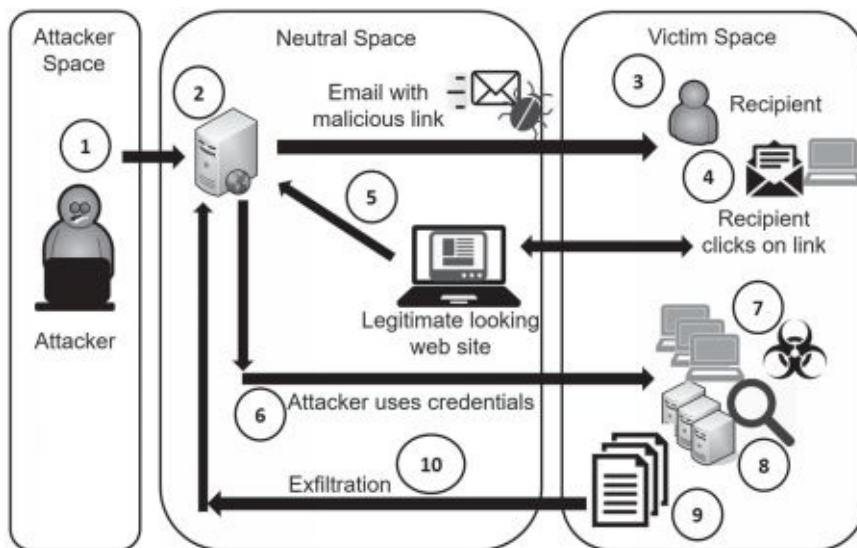 Attacker
Space
Neutral Space
Victim Space
1
2
Email with
malicious link
3
Recipient
4
5
Recipient
clicks on link
Attacker
Legitimate looking
web site
7
6
Attacker uses credentials
8
10
Exfiltration
9